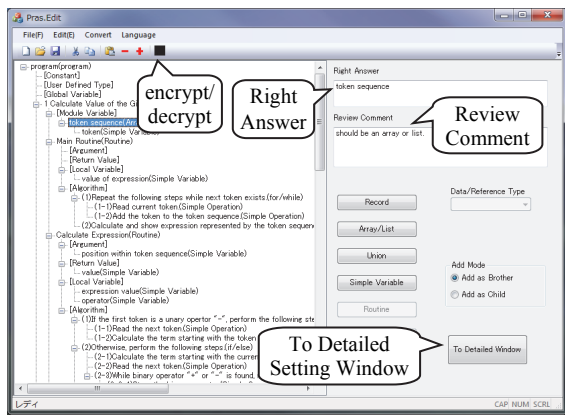 Pras.Edit
File(F) Edit(E) Convert Language
program(program)
[Constant]
[User Defined Type]
[Global Variable]
1 Calculate Value of the Gi
[Module Variable]
token sequence(Arr
token(Simple Variable)
Main Routine(Routine)
[Argument]
[Return Value]
[Local Variable]
value of expression(Simple Variable)
[Algorithm]
(1)Repeat the following steps while next token exists.(for/while)
(1-1)Read current token.(Simple Operation)
(1-2)Add the token to the token sequence.(Simple Operation)
(2)Calculate and show expression represented by the token sequen
Calculate Expression(Routine)
[Argument]
position within token sequence(Simple Variable)
[Return Value]
value(Simple Variable)
[Local Variable]
expression value(Simple Variable)
operator(Simple Variable)
[Algorithm]
(1)If the first token is a unary opertor "-", perform the following ste
(1-1)Read the next token.(Simple Operation)
(1-2)Calculate the term starting with the token
(2)Otherwise, perform the following steps.(if/else)
(2-1)Calculate the term starting with the curren
(2-2)Read the next token.(Simple Operation)
(2-3)While binary operator "+" or "-" is found,
encrypt/
decrypt
Right
Answer
Right Answer
token sequence
Review Comment
should be an array or list.
Review
Comment
Record
Array/List
Union
Simple Variable
Routine
Data/Reference Type
Add Mode
Add as Brother
Add as Child
To Detailed Window
To Detailed
Setting Window
レディ
CAP NUM SCRL